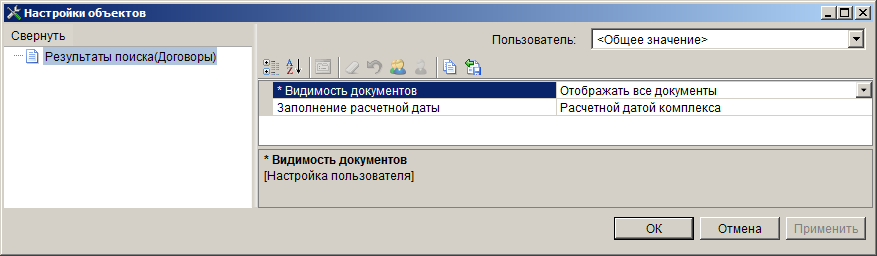 Настройки объектов
Свернуть
Результаты поиска(Договоры)
Пользователь: <Общее значение>
* Видимость документов Отображать все документы
Заполнение расчетной даты Расчетной датой комплекса
* Видимость документов
[Настройка пользователя]
ОК Отмена Применить